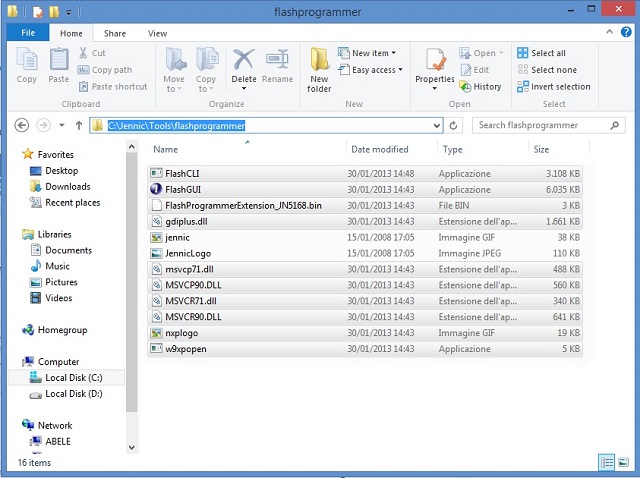 flashprogrammer
File Home Share View
Copy Paste Cut Copy path Paste shortcut
Move to Copy to Delete Rename
New folder New item Easy access
Properties Open Edit History
Select all Select none Invert selection
Clipboard Organize New Open Select
C:\Jennic\Tools\flashprogrammer Search flashprogrammer
Favorites
Desktop
Downloads
Recent places
Libraries
Documents
Music
Pictures
Videos
Homegroup
Computer
Local Disk (C:)
Local Disk (D:)
Network
ABELE
Name Date modified Type Size
FlashCLI 30/01/2013 14:48 Applicazione 3.108 KB
FlashGUI 30/01/2013 14:43 Applicazione 6.035 KB
FlashProgrammerExtension_JN5168.bin 30/01/2013 14:43 File BIN 3 KB
gdiplus.dll 30/01/2013 14:43 Estensione dell'ap... 1.661 KB
jennic 15/01/2008 17:05 Immagine GIF 38 KB
JennicLogo 15/01/2008 17:05 Immagine JPEG 110 KB
msvcp71.dll 30/01/2013 14:43 Estensione dell'ap... 488 KB
MSVCP90.DLL 30/01/2013 14:43 Estensione dell'ap... 560 KB
MSVCR71.dll 30/01/2013 14:43 Estensione dell'ap... 340 KB
MSVCR90.DLL 30/01/2013 14:43 Estensione dell'ap... 641 KB
nxplogo 30/01/2013 14:43 Immagine GIF 19 KB
w9xpopen 30/01/2013 14:43 Applicazione 5 KB
16 items